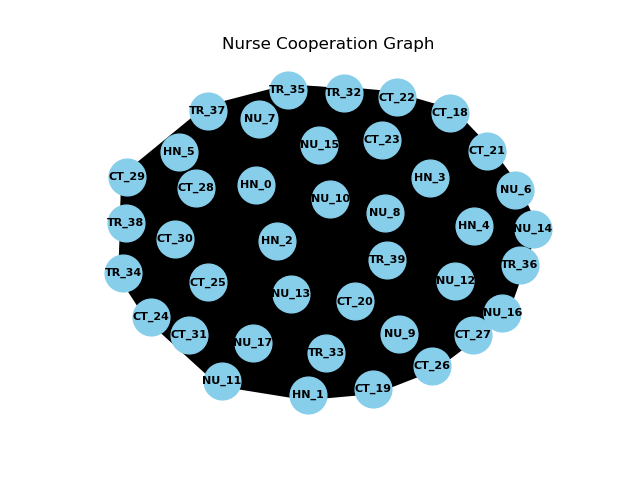 Nurse Cooperation Graph
TR_35
TR_32
CT_22
TR_37
NU_7
CT_18
CT_23
NU_15
HN_5
CT_21
CT_29
HN_3
HN_0
CT_28
NU_6
NU_10
NU_8
TR_38
HN_4
NU_14
CT_30
HN_2
TR_39
TR_36
TR_34
NU_12
CT_25
NU_13
CT_20
NU_16
CT_24
CT_31
NU_9
CT_27
NU_17
TR_33
CT_26
NU_11
CT_19
HN_1